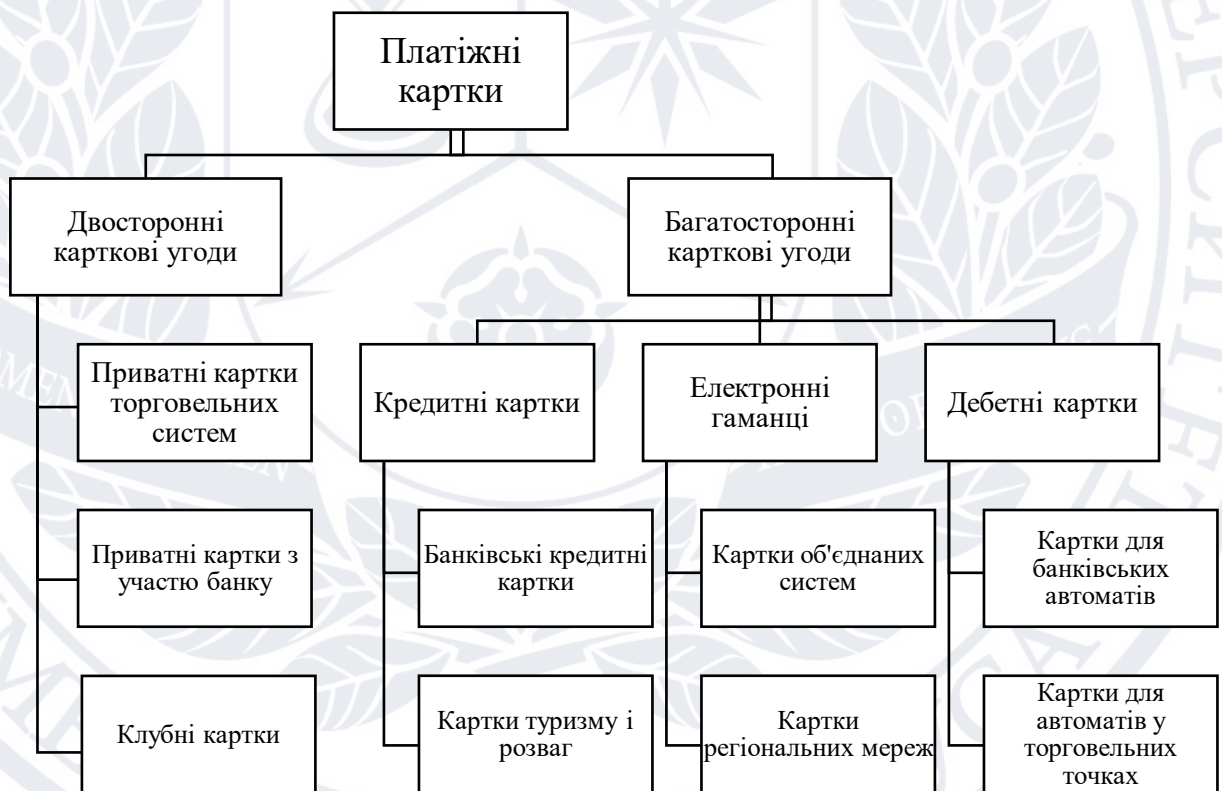 Платіжні
картки
Двосторонні
карткові угоди
Багатосторонні
карткові угоди
Приватні картки
торговельних
систем
Кредитні картки
Електронні
гаманці
Дебетні картки
Приватні картки з
участю банку
Банківські кредитні
картки
Картки об'єднаних
систем
Картки для
банківських
автоматів
Клубні картки
Картки туризму і
розваг
Картки
регіональних мереж
Картки для
автоматів у
торговельних
точках